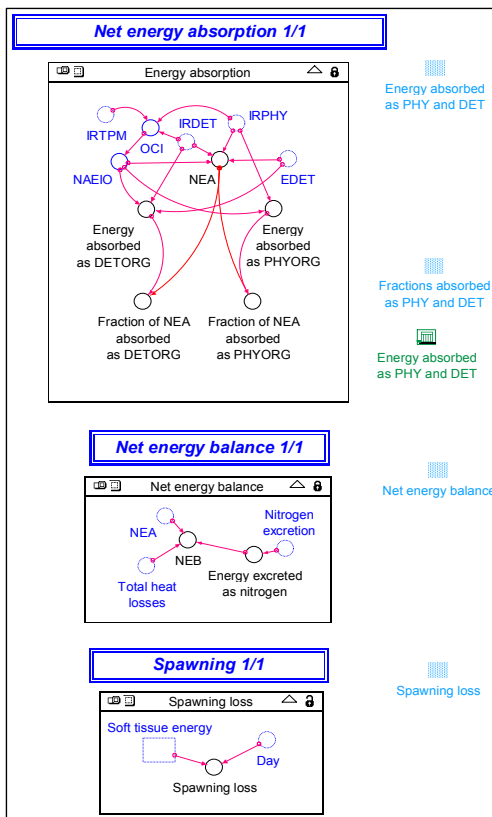 Net energy absorption 1/1
Energy absorption
IRTPM
OCI
IRDET
IRPHY
NAEIO
NEA
EDET
Energy
absorbed
as DETORG
Energy
absorbed
as PHYORG
Fraction of NEA
absorbed
as DETORG
Fraction of NEA
absorbed
as PHYORG
Energy absorbed
as PHY and DET
Fractions absorbed
as PHY and DET
Energy absorbed
as PHY and DET
Net energy balance 1/1
Net energy balance
NEA
NEB
Nitrogen
excretion
Total heat
losses
Energy excreted
as nitrogen
Net energy balance
Spawning 1/1
Spawning loss
Soft tissue energy
Day
Spawning loss
Spawning loss